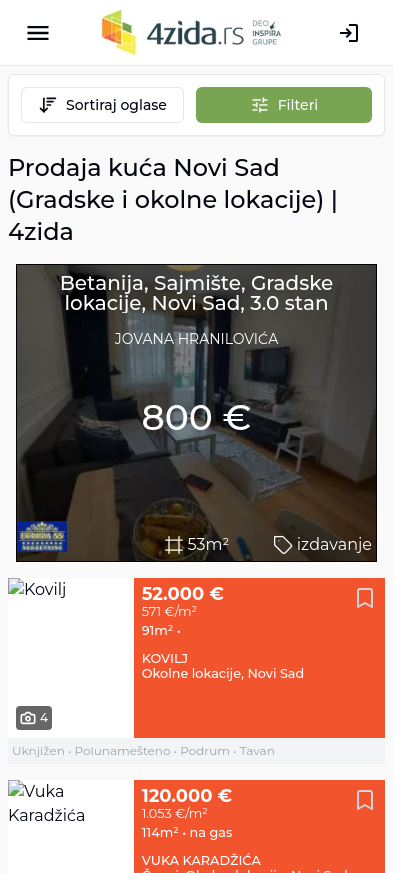 4zida.rs
DEO
INSPIRA
GRUPE
Sortiraj oglase
Filteri
Prodaja kuća Novi Sad
(Gradske i okolne lokacije) |
4zida
Betanija, Sajmište, Gradske
lokacije, Novi Sad, 3.0 stan
JOVANA HRANILOVIĆA
800 €
NEKRETNINE
53m²
izdavanje
Kovilj
52.000 €
571 €/m²
91m² •
KOVILJ
Okolne lokacije, Novi Sad
4
Uknjižen • Polunamešteno • Podrum • Tavan
Vuka
Karadžića
120.000 €
1.053 €/m²
114m² • na gas
VUKA KARADŽIĆA